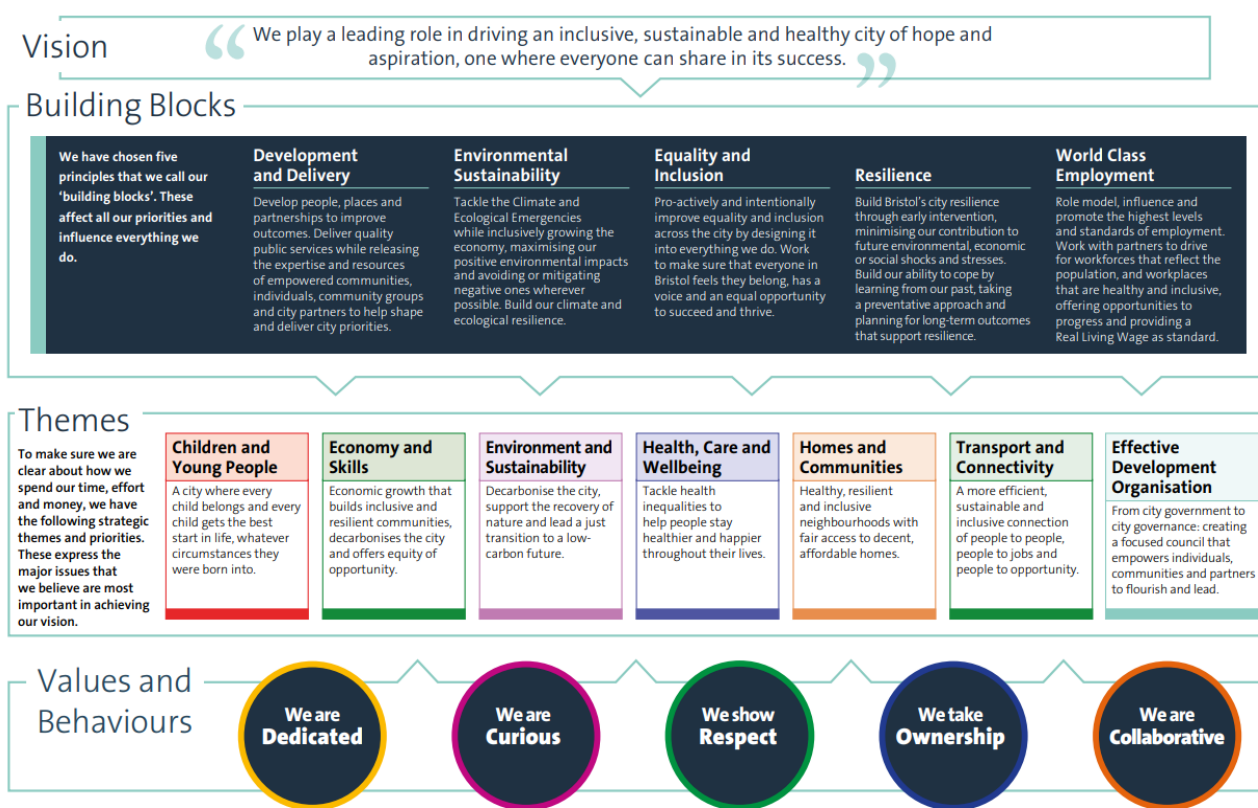 Vision
“ We play a leading role in driving an inclusive, sustainable and healthy city of hope and
aspiration, one where everyone can share in its success. ”
Building Blocks
We have chosen five
principles that we call our
‘building blocks’. These
affect all our priorities and
influence everything we
do.
Development
and Delivery
Develop people, places and
partnerships to improve
outcomes. Deliver quality
public services while releasing
the expertise and resources
of empowered communities,
individuals, community groups
and city partners to help shape
and deliver city priorities.
Environmental
Sustainability
Tackle the Climate and
Ecological Emergencies
while inclusively growing the
economy, maximising our
positive environmental impacts
and avoiding or mitigating
negative ones wherever
possible. Build our climate and
ecological resilience.
Equality and
Inclusion
Pro-actively and intentionally
improve equality and inclusion
across the city by designing it
into everything we do. Work
to make sure that everyone in
Bristol feels they belong, has a
voice and an equal opportunity
to succeed and thrive.
Resilience
Build Bristol’s city resilience
through early intervention,
minimising our contribution to
future environmental, economic
or social shocks and stresses.
Build our ability to cope by
learning from our past, taking
a preventative approach and
planning for long-term outcomes
that support resilience.
World Class
Employment
Role model, influence and
promote the highest levels
and standards of employment.
Work with partners to drive
for workforces that reflect the
population, and workplaces
that are healthy and inclusive,
offering opportunities to
progress and providing a
Real Living Wage as standard.
Themes
To make sure we are
clear about how we
spend our time, effort
and money, we have
the following strategic
themes and priorities.
These express the
major issues that
we believe are most
important in achieving
our vision.
Children and
Young People
A city where every
child belongs and every
child gets the best
start in life, whatever
circumstances they
were born into.
Economy and
Skills
Economic growth that
builds inclusive and
resilient communities,
decarbonises the city
and offers equity of
opportunity.
Environment and
Sustainability
Decarbonise the city,
support the recovery of
nature and lead a just
transition to a low-
carbon future.
Health, Care and
Wellbeing
Tackle health
inequalities to
help people stay
healthier and happier
throughout their lives.
Homes and
Communities
Healthy, resilient
and inclusive
neighbourhoods with
fair access to decent,
affordable homes.
Transport and
Connectivity
A more efficient,
sustainable and
inclusive connection
of people to people,
people to jobs and
people to opportunity.
Effective
Development
Organisation
From city government to
city governance: creating
a focused council that
empowers individuals,
communities and partners
to flourish and lead.
Values and
Behaviours
We are
Dedicated
We are
Curious
We show
Respect
We take
Ownership
We are
Collaborative